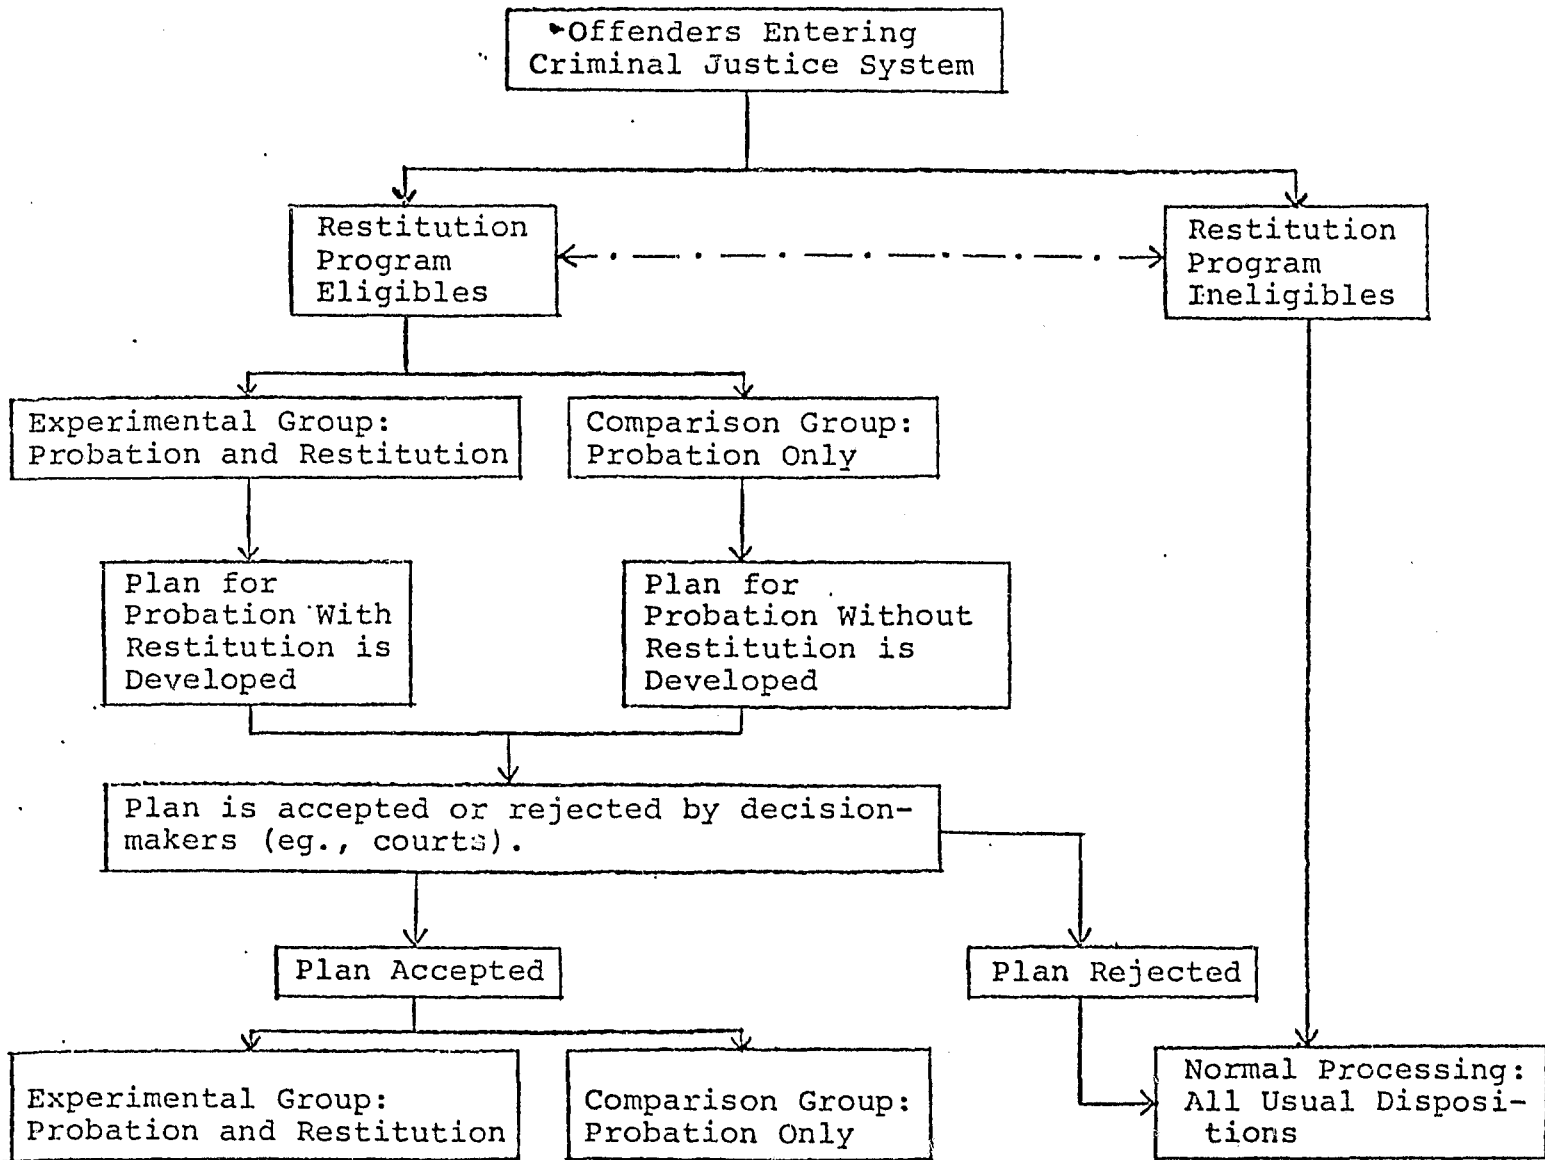 Offenders Entering
Criminal Justice System
Restitution
Program
Eligibles
Restitution
Program
Ineligibles
Experimental Group:
Probation and Restitution
Comparison Group:
Probation Only
Plan for
Probation With
Restitution is
Developed
Plan for
Probation Without
Restitution is
Developed
Plan is accepted or rejected by decision-
makers (eg., courts).
Plan Accepted
Plan Rejected
Experimental Group:
Probation and Restitution
Comparison Group:
Probation Only
Normal Processing:
All Usual Disposi-
tions